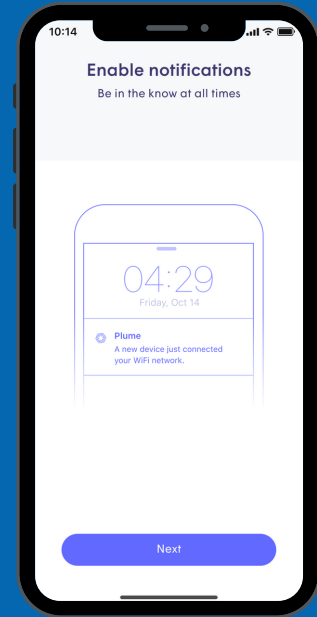 10:14
Enable notifications
Be in the know at all times
04:29
Friday, Oct 14
Plume
A new device just connected
your WiFi network.
Next